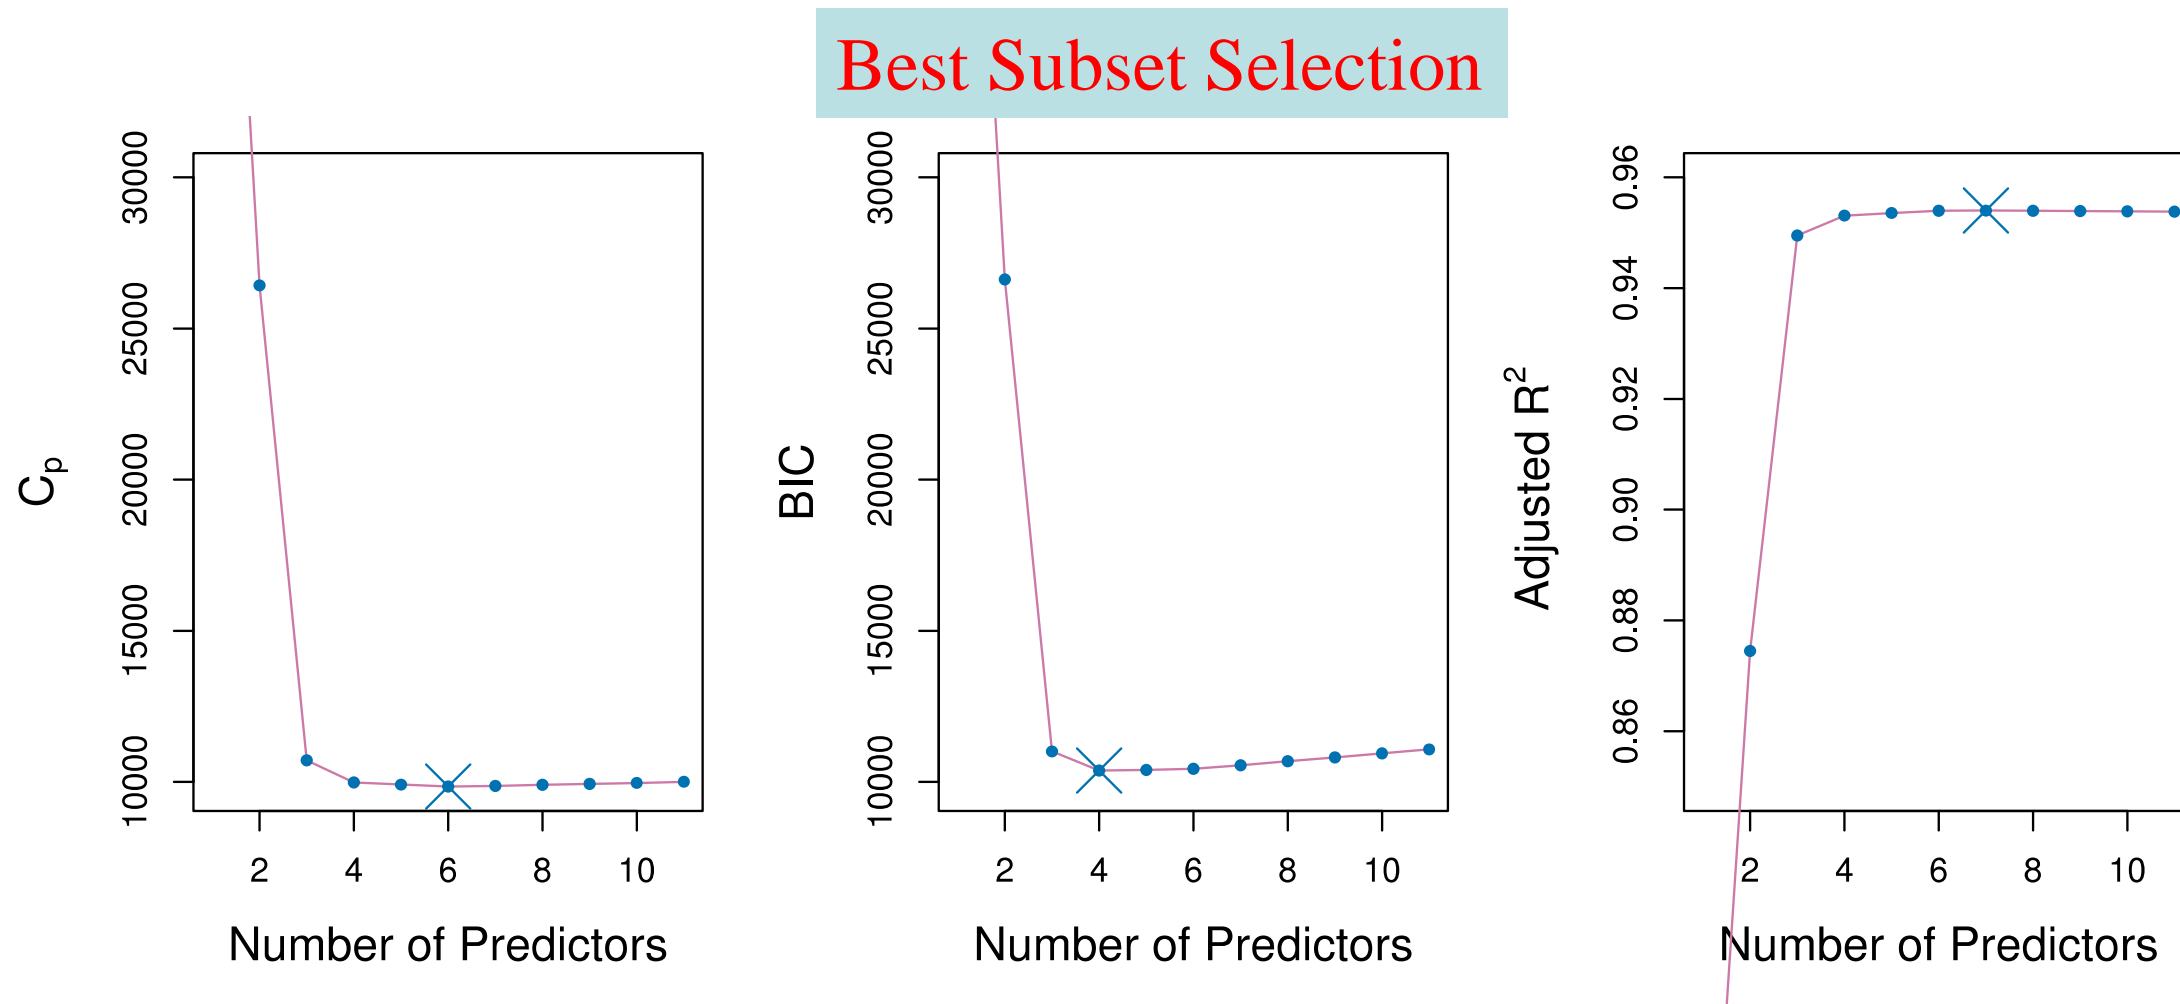 Best Subset Selection
C_p
30000
25000
20000
15000
10000
2 4 6 8 10
Number of Predictors
BIC
30000
25000
20000
15000
10000
2 4 6 8 10
Number of Predictors
Adjusted R²
0.96
0.94
0.92
0.90
0.88
0.86
2 4 6 8 10
Number of Predictors